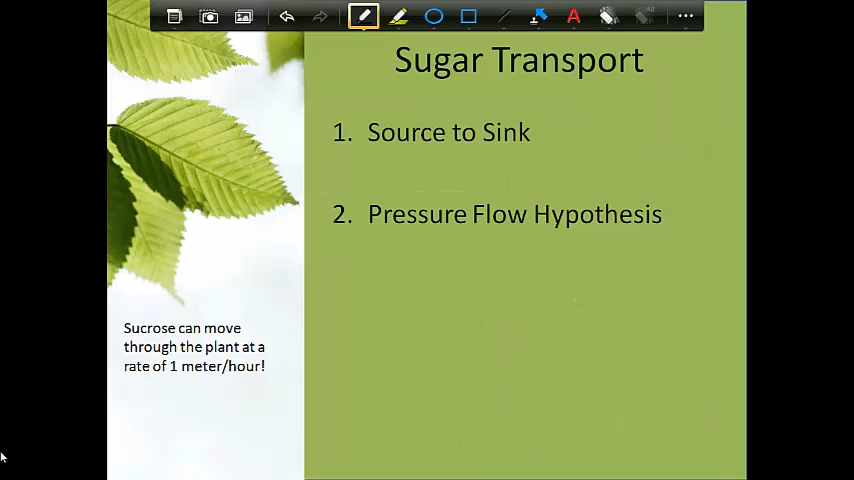 Sugar Transport
1. Source to Sink
2. Pressure Flow Hypothesis
Sucrose can move
through the plant at a
rate of 1 meter/hour!